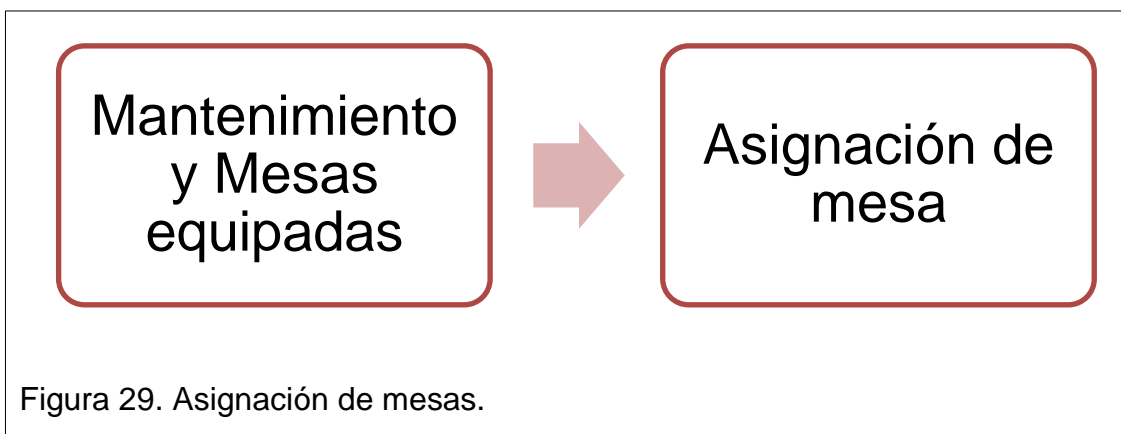 Mantenimiento
y Mesas
equipadas
Asignación de
mesa
Figura 29. Asignación de mesas.